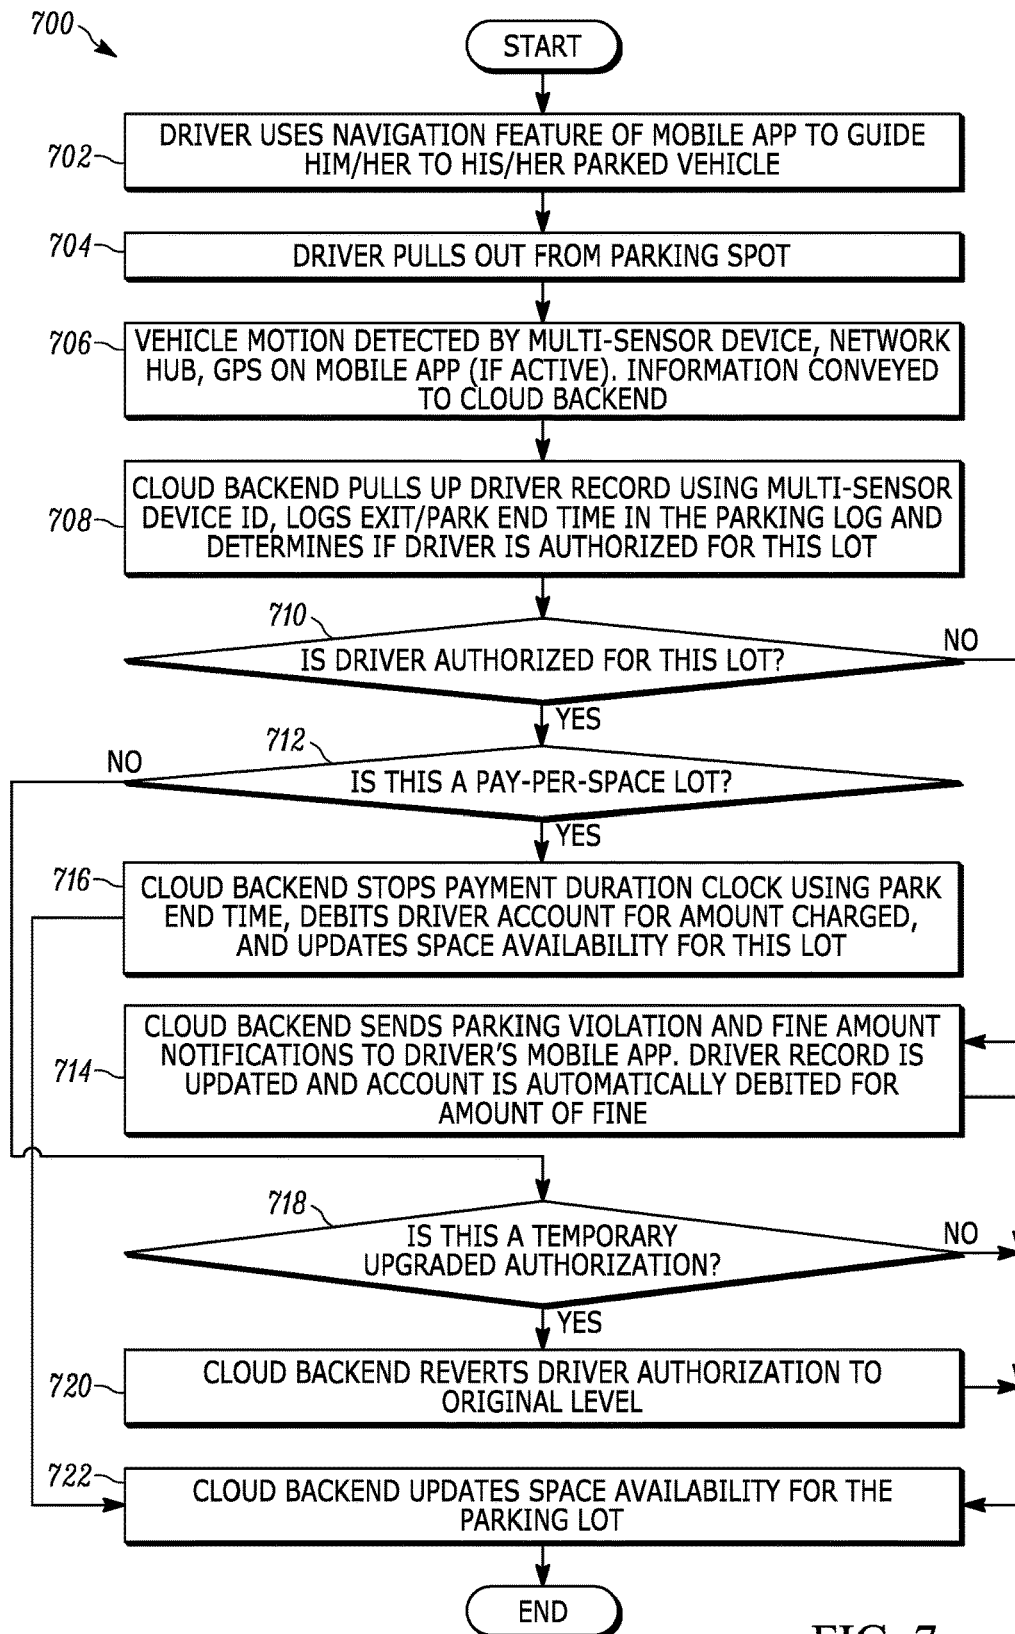 700
START
702
DRIVER USES NAVIGATION FEATURE OF MOBILE APP TO GUIDE
HIM/HER TO HIS/HER PARKED VEHICLE
704
DRIVER PULLS OUT FROM PARKING SPOT
706
VEHICLE MOTION DETECTED BY MULTI-SENSOR DEVICE, NETWORK
HUB, GPS ON MOBILE APP (IF ACTIVE). INFORMATION CONVEYED
TO CLOUD BACKEND
708
CLOUD BACKEND PULLS UP DRIVER RECORD USING MULTI-SENSOR
DEVICE ID, LOGS EXIT/PARK END TIME IN THE PARKING LOG AND
DETERMINES IF DRIVER IS AUTHORIZED FOR THIS LOT
710
IS DRIVER AUTHORIZED FOR THIS LOT?
NO
YES
712
NO
IS THIS A PAY-PER-SPACE LOT?
YES
716
CLOUD BACKEND STOPS PAYMENT DURATION CLOCK USING PARK
END TIME, DEBITS DRIVER ACCOUNT FOR AMOUNT CHARGED,
AND UPDATES SPACE AVAILABILITY FOR THIS LOT
714
CLOUD BACKEND SENDS PARKING VIOLATION AND FINE AMOUNT
NOTIFICATIONS TO DRIVER'S MOBILE APP. DRIVER RECORD IS
UPDATED AND ACCOUNT IS AUTOMATICALLY DEBITED FOR
AMOUNT OF FINE
718
IS THIS A TEMPORARY
UPGRADED AUTHORIZATION?
NO
YES
720
CLOUD BACKEND REVERTS DRIVER AUTHORIZATION TO
ORIGINAL LEVEL
722
CLOUD BACKEND UPDATES SPACE AVAILABILITY FOR THE
PARKING LOT
END
FIG. 7